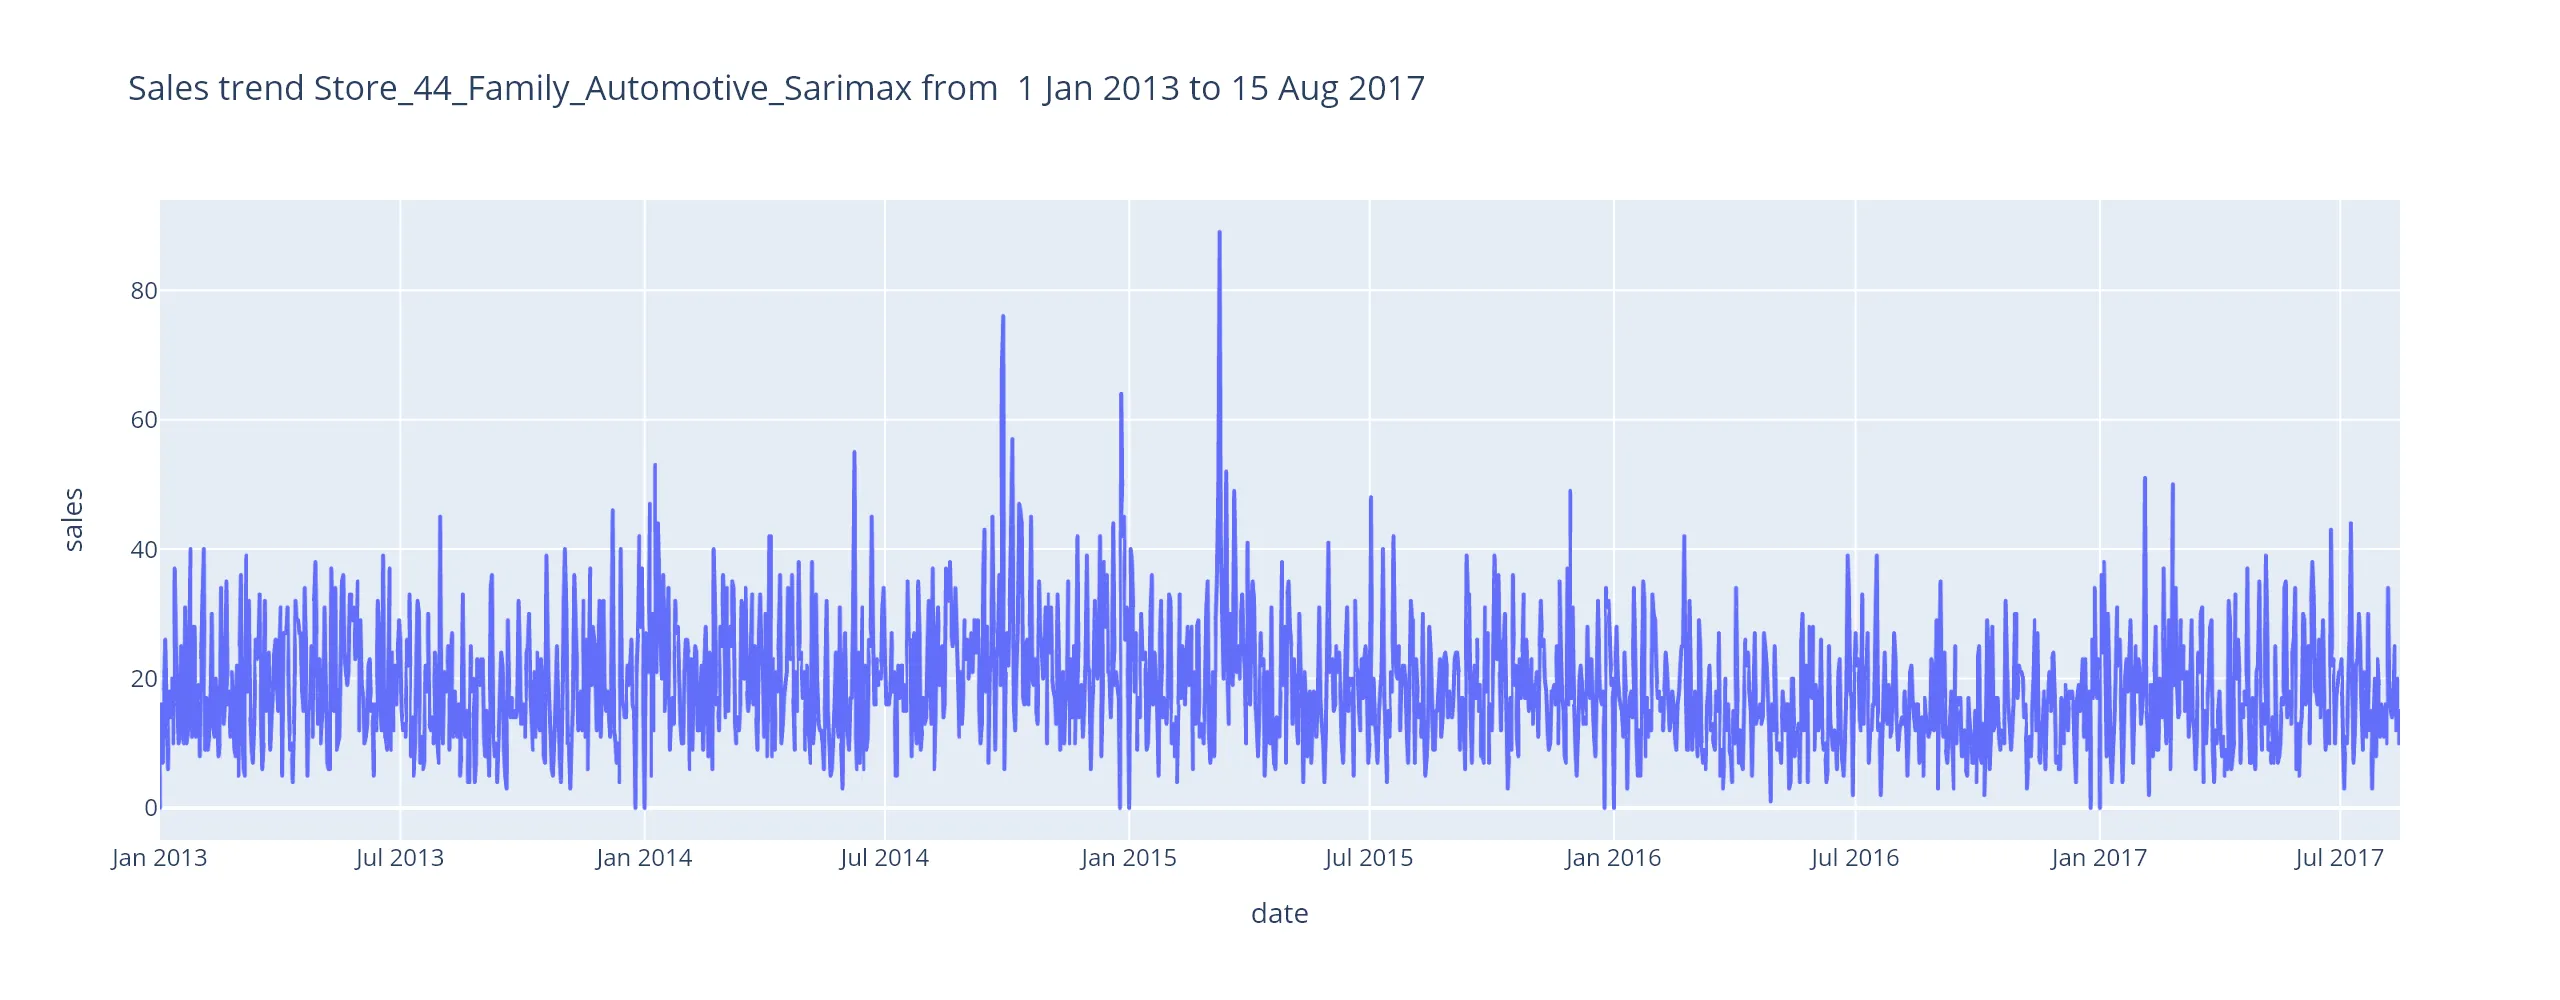 Sales trend Store_44_Family_Automotive_Sarimax from  1 Jan 2013 to 15 Aug 2017
sales
80
60
40
20
0
Jan 2013 Jul 2013 Jan 2014 Jul 2014 Jan 2015 Jul 2015 Jan 2016 Jul 2016 Jan 2017 Jul 2017
date